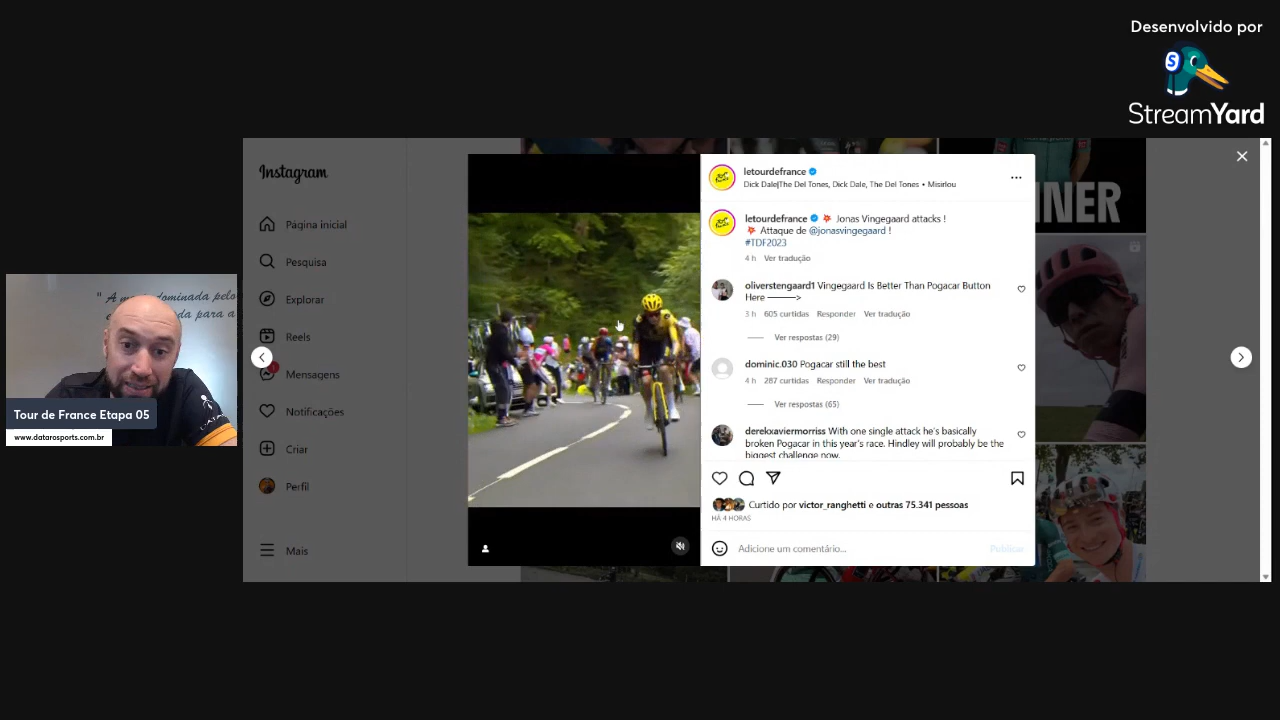 Desenvolvido por
StreamYard
Instagram
Página inicial
Pesquisa
Explorar
Reels
Mensagens
Notificações
Criar
Perfil
Mais
" A m dominada pelo
para a
Tour de France Etapa 05
www.datarosports.com.br
NNER
letourdefrance
Dick Dale|The Del Tones, Dick Dale, The Del Tones • Misirlou
letourdefrance 💥 Jonas Vingegaard attacks !
💥 Attaque de @jonasvingegaard !
#TDF2023
4 h Ver tradução
oliverstengaard1 Vingegaard Is Better Than Pogacar Button
Here ———>
3 h 605 curtidas Responder Ver tradução
Ver respostas (29)
dominic.030 Pogacar still the best
4 h 287 curtidas Responder Ver tradução
Ver respostas (65)
derekxaviermorriss With one single attack he's basically
broken Pogacar in this year's race. Hindley will probably be the
biggest challenge now.
Curtido por victor_ranghetti e outras 75.341 pessoas
HÁ 4 HORAS
Adicione um comentário...
Publicar